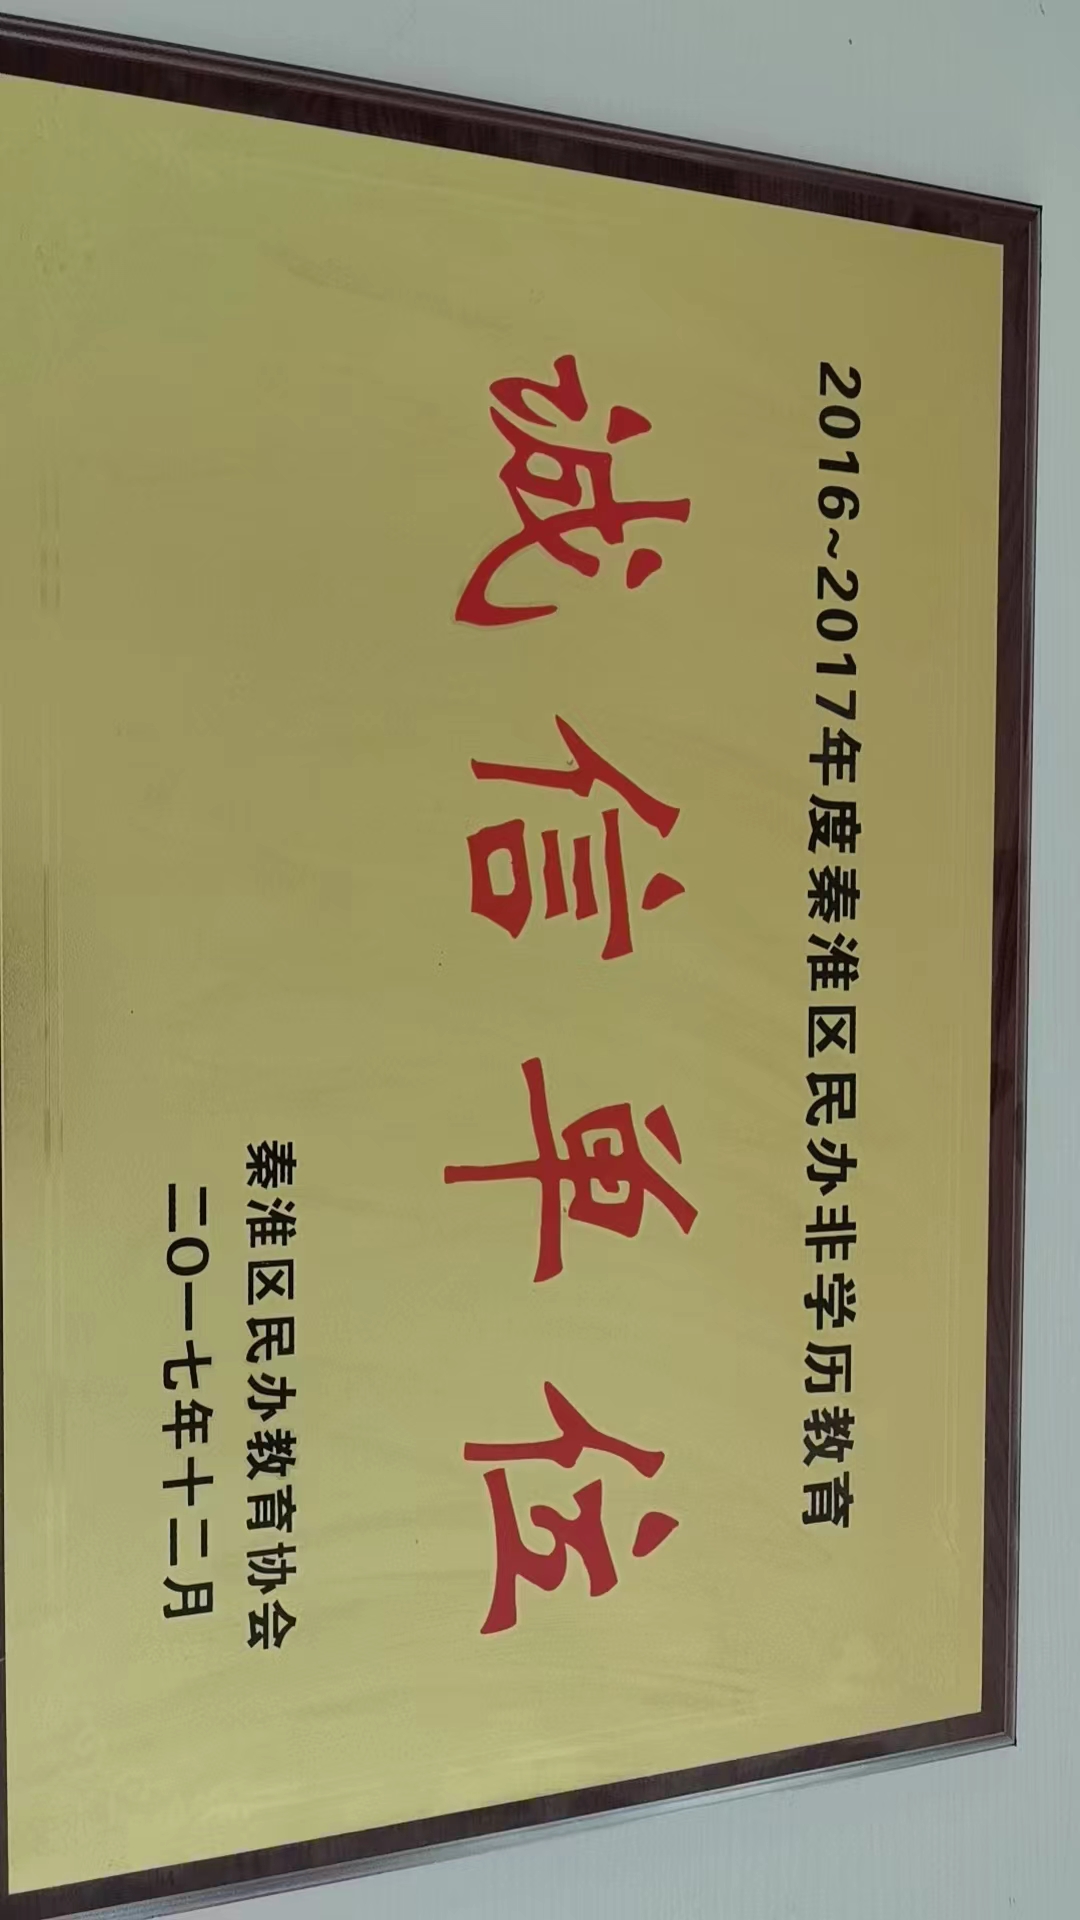 2016~2017年度秦淮区民办非学历教育
诚信单位
秦淮区民办教育协会
二〇一七年十二月